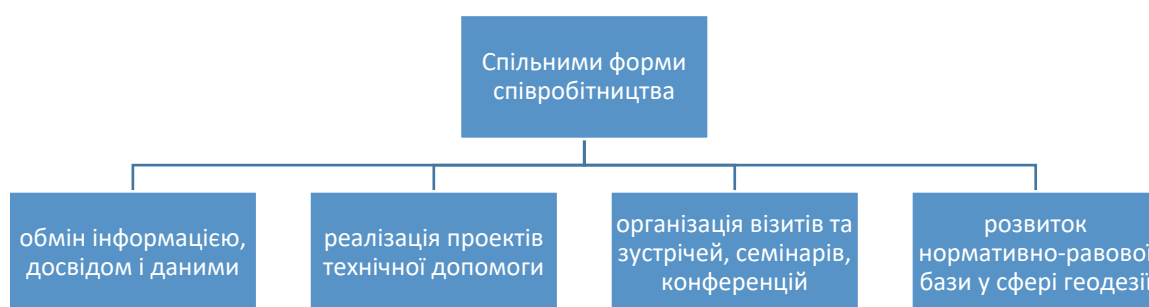 Спільними форми
співробітництва
обмін інформацією,
досвідом і даними
реалізація проектів
технічної допомоги
організація візитів та
зустрічей, семінарів,
конференцій
розвиток
нормативно-равової
бази у сфері геодезії